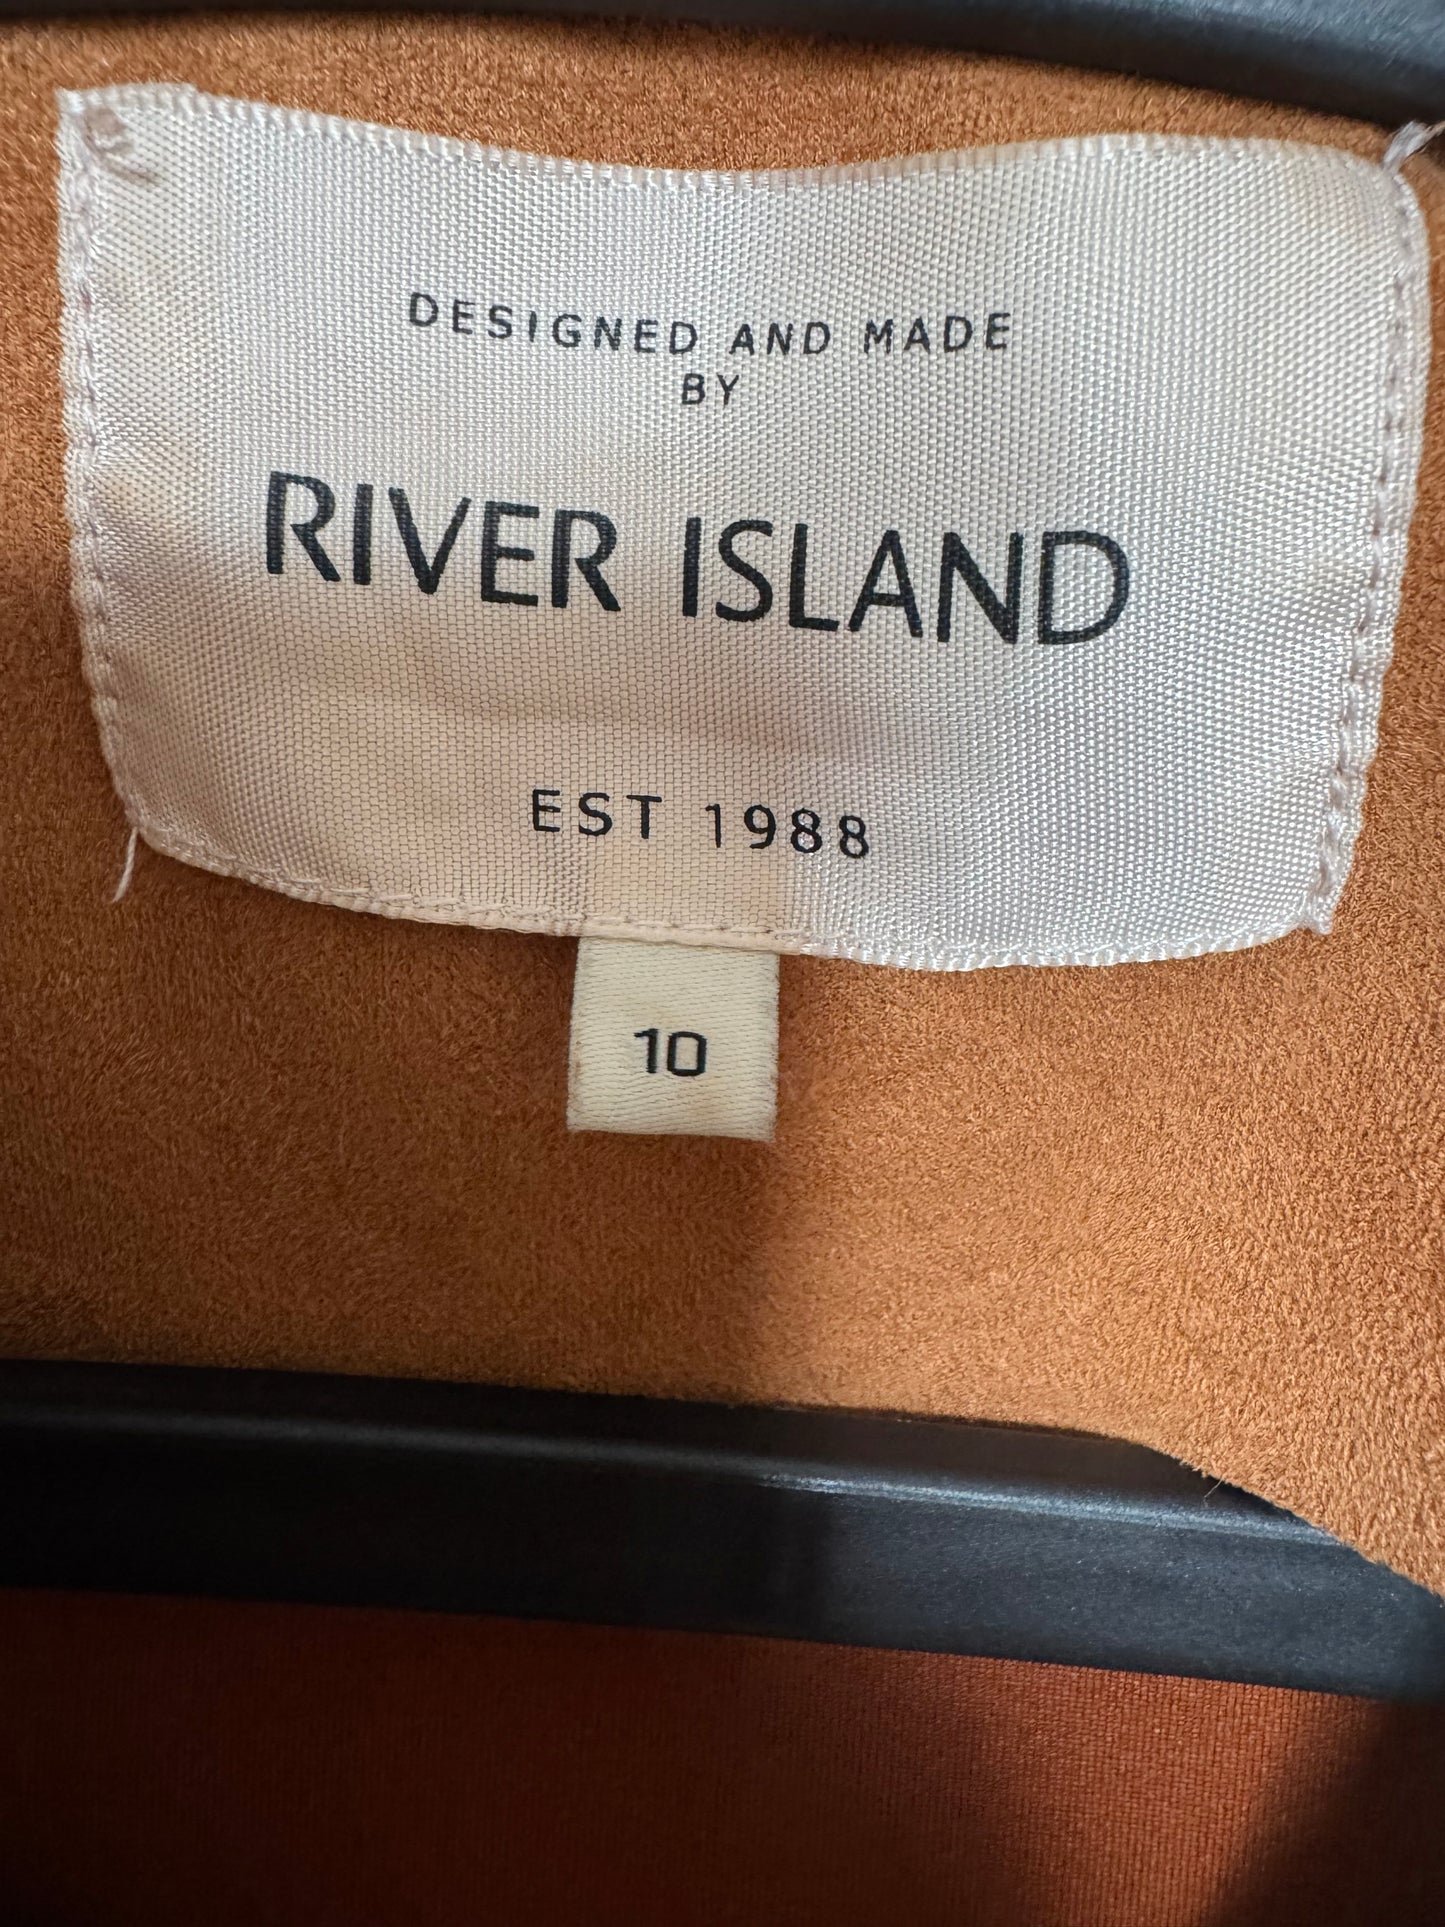 DESIGNED AND MADE
BY
RIVER ISLAND
EST 1988
10